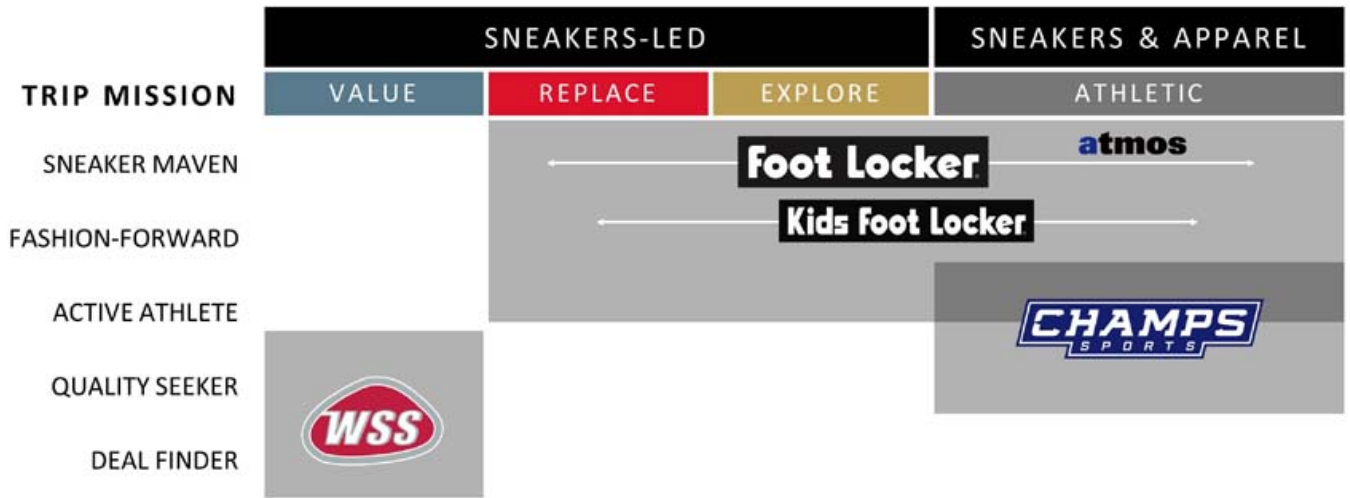 SNEAKERS-LED SNEAKERS & APPAREL
TRIP MISSION VALUE REPLACE EXPLORE ATHLETIC
SNEAKER MAVEN Foot Locker atmos
FASHION-FORWARD Kids Foot Locker
ACTIVE ATHLETE CHAMPS
SPORTS
QUALITY SEEKER WSS
DEAL FINDER